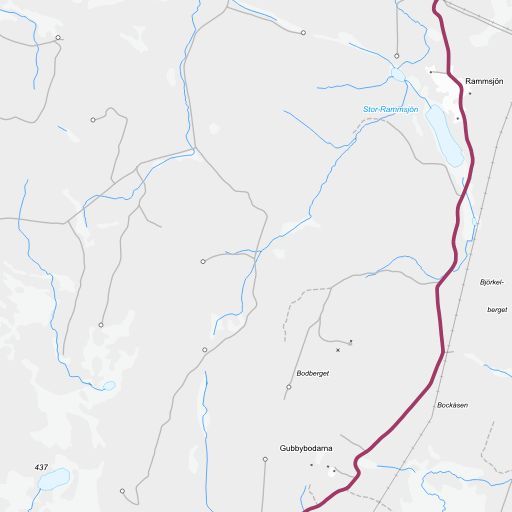 Rammsjön
Stor-Rammsjön
Björkel-
berget
Bodberget
Bockåsen
Gubbybodarna
437